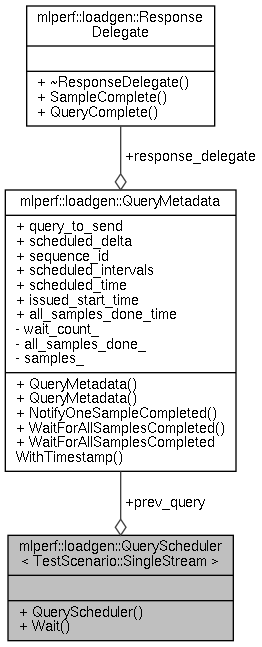 mlperf::loadgen::Response
Delegate
+ ~ResponseDelegate()
+ SampleComplete()
+ QueryComplete()
+response_delegate
mlperf::loadgen::QueryMetadata
+ query_to_send
+ scheduled_delta
+ sequence_id
+ scheduled_intervals
+ scheduled_time
+ issued_start_time
+ all_samples_done_time
- wait_count_
- all_samples_done_
- samples_
+ QueryMetadata()
+ QueryMetadata()
+ NotifyOneSampleCompleted()
+ WaitForAllSamplesCompleted()
+ WaitForAllSamplesCompleted
WithTimestamp()
+prev_query
mlperf::loadgen::QueryScheduler
< TestScenario::SingleStream >
+ QueryScheduler()
+ Wait()